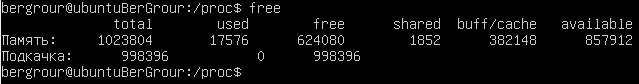 bergrour@ubuntuBerGrour:/proc$ free
total used free shared buff/cache available
Память: 1023804 17576 624080 1852 382148 857912
Подкачка: 998396 0 998396
bergrour@ubuntuBerGrour:/proc$